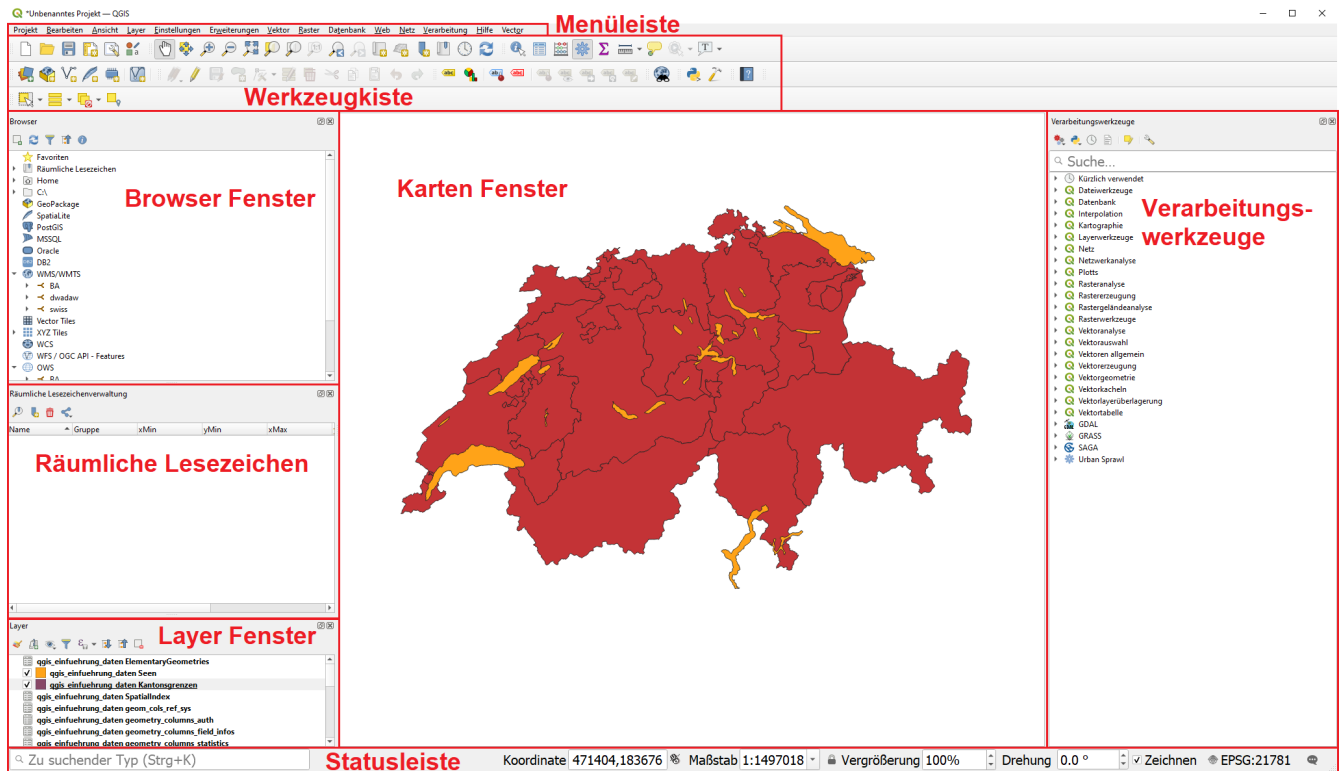 *Unbenanntes Projekt — QGIS
Projekt Bearbeiten Ansicht Layer Einstellungen Erweiterungen Vektor Raster Datenbank Web Netz Verarbeitung Hilfe Vector
Menüleiste
Werkzeugkiste
Browser
Favoriten
Räumliche Lesezeichen
Home
C:\
GeoPackage
SpatiaLite
PostGIS
MSSQL
Oracle
DB2
WMS/WMTS
BA
dwadaw
swiss
Vector Tiles
XYZ Tiles
WCS
WFS / OGC API - Features
OWS
BA
Browser Fenster
Räumliche Lesezeichenverwaltung
Name Gruppe xMin yMin xMax
Räumliche Lesezeichen
Layer
Layer Fenster
qgis_einfuehrung_daten ElementaryGeometries
qgis_einfuehrung_daten Seen
qgis_einfuehrung_daten Kantonsgrenzen
qgis_einfuehrung_daten SpatialIndex
qgis_einfuehrung_daten geom_cols_ref_sys
qgis_einfuehrung_daten geometry_columns_auth
qgis_einfuehrung_daten geometry_columns_field_infos
qgis_einfuehrung_daten geometry_columns_statistics
Karten Fenster
Verarbeitungswerkzeuge
Suche...
Kürzlich verwendet
Dateiwerkzeuge
Datenbank
Interpolation
Kartographie
Layerwerkzeuge
Netz
Netzwerkanalyse
Plotts
Rasteranalyse
Rastererzeugung
Rastergeländeanalyse
Rasterwerkzeuge
Vektoranalyse
Vektorauswahl
Vektoren allgemein
Vektorerzeugung
Vektorgeometrie
Vektorkacheln
Vektorlayerüberlagerung
Vektortabelle
GDAL
GRASS
SAGA
Urban Sprawl
Verarbeitungs-
werkzeuge
Zu suchender Typ (Strg+K)
Statusleiste
Koordinate 471404,183676 Maßstab 1:1497018 Vergrößerung 100% Drehung 0.0 ° Zeichnen EPSG:21781